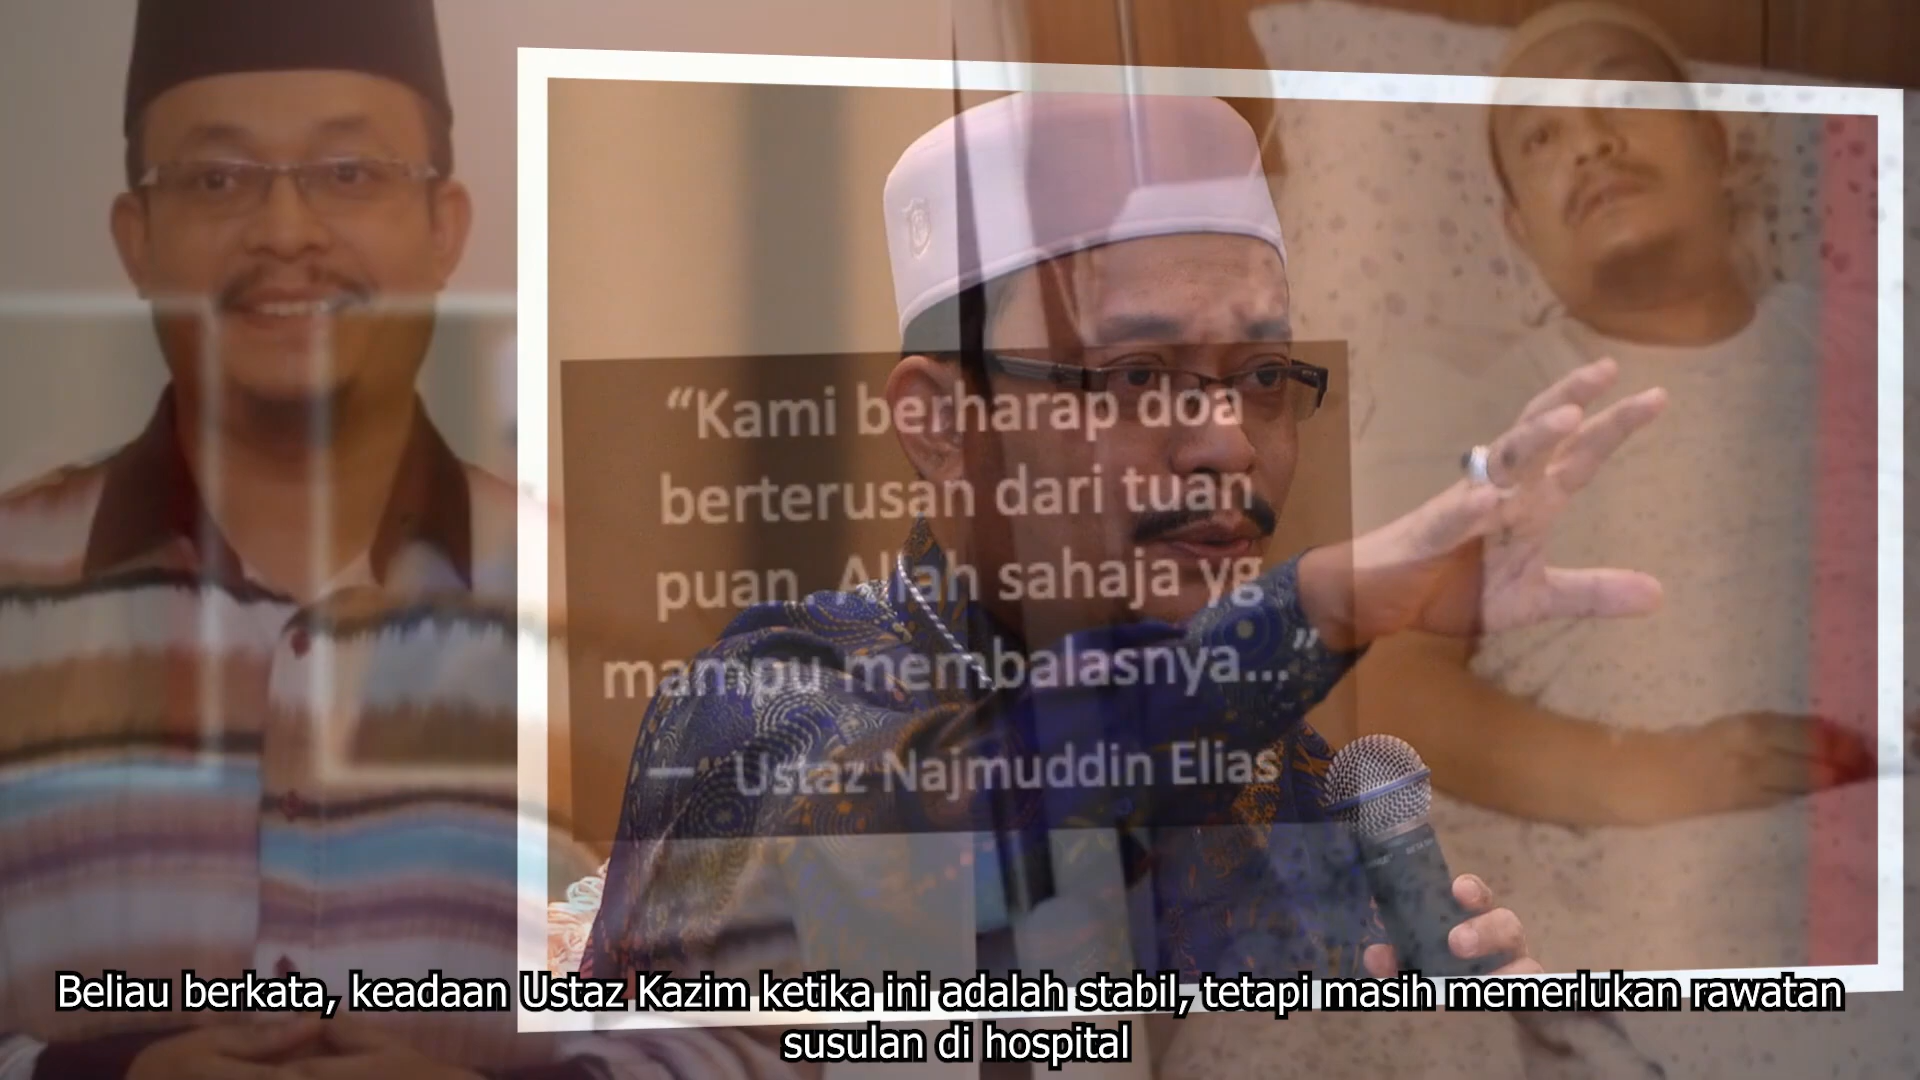 “Kami berharap doa
berterusan dari tuan
puan. Allah sahaja yg
mampu membalasnya...”
— Ustaz Najmuddin Elias
Beliau berkata, keadaan Ustaz Kazim ketika ini adalah stabil, tetapi masih memerlukan rawatan
susulan di hospital